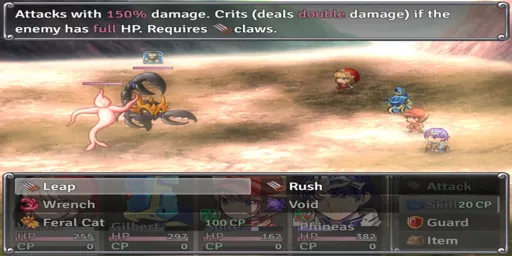 Attacks with 150% damage. Crits (deals double damage) if the
enemy has full HP. Requires claws.
Leap Rush Attack
Wrench Void Skill 20 CP
Feral Cat 100 CP Guard
Gilbert Phineas
HP 255 HP 297 HP 162 HP 382 Item
CP 0 CP 0 CP 0 CP 0